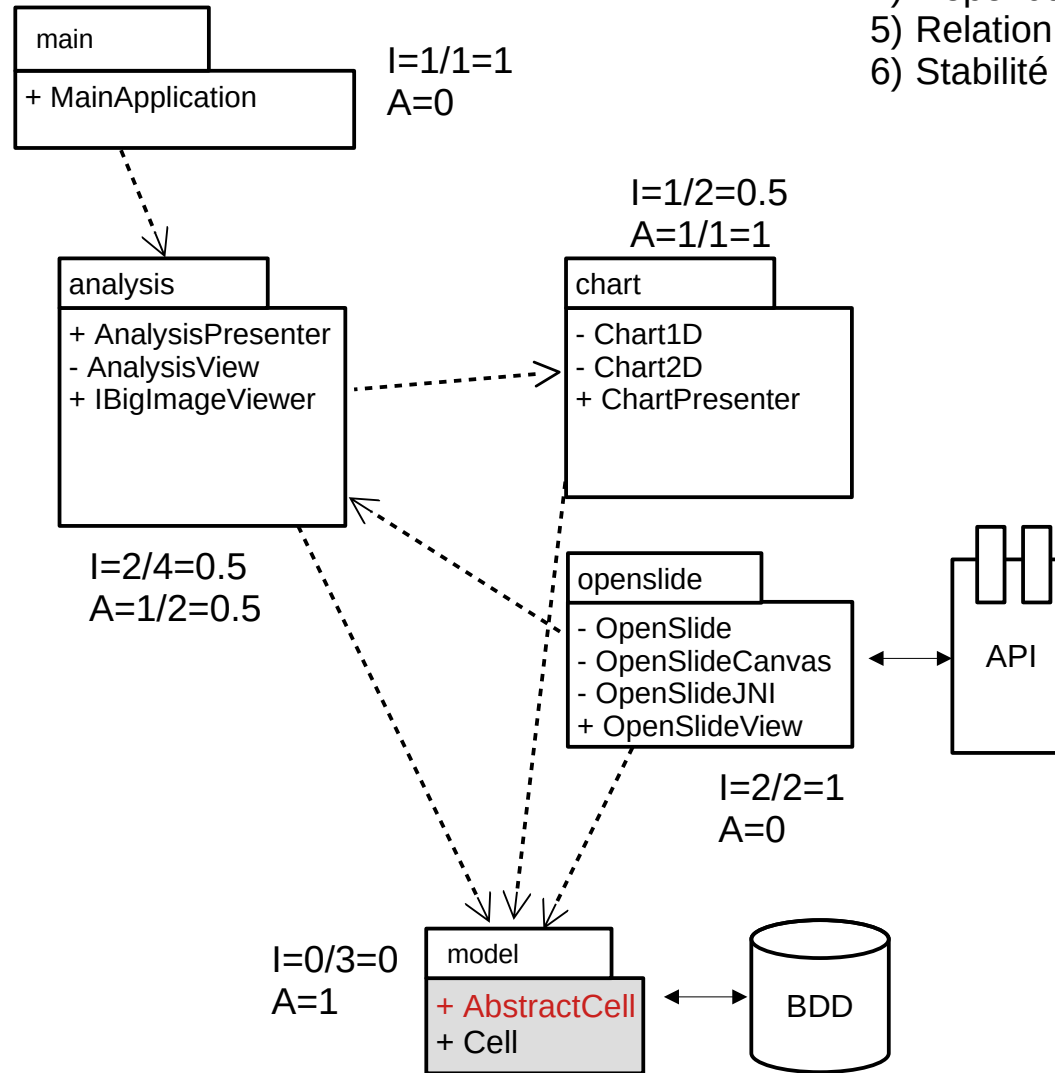 5) Relation
6) Stabilité
main
+ MainApplication
I=1/1=1
A=0
I=1/2=0.5
A=1/1=1
analysis
+ AnalysisPresenter
- AnalysisView
+ IBigImageViewer
chart
- Chart1D
- Chart2D
+ ChartPresenter
I=2/4=0.5
A=1/2=0.5
openslide
- OpenSlide
- OpenSlideCanvas
- OpenSlideJNI
+ OpenSlideView
API
I=2/2=1
A=0
I=0/3=0
A=1
model
+ AbstractCell
+ Cell
BDD